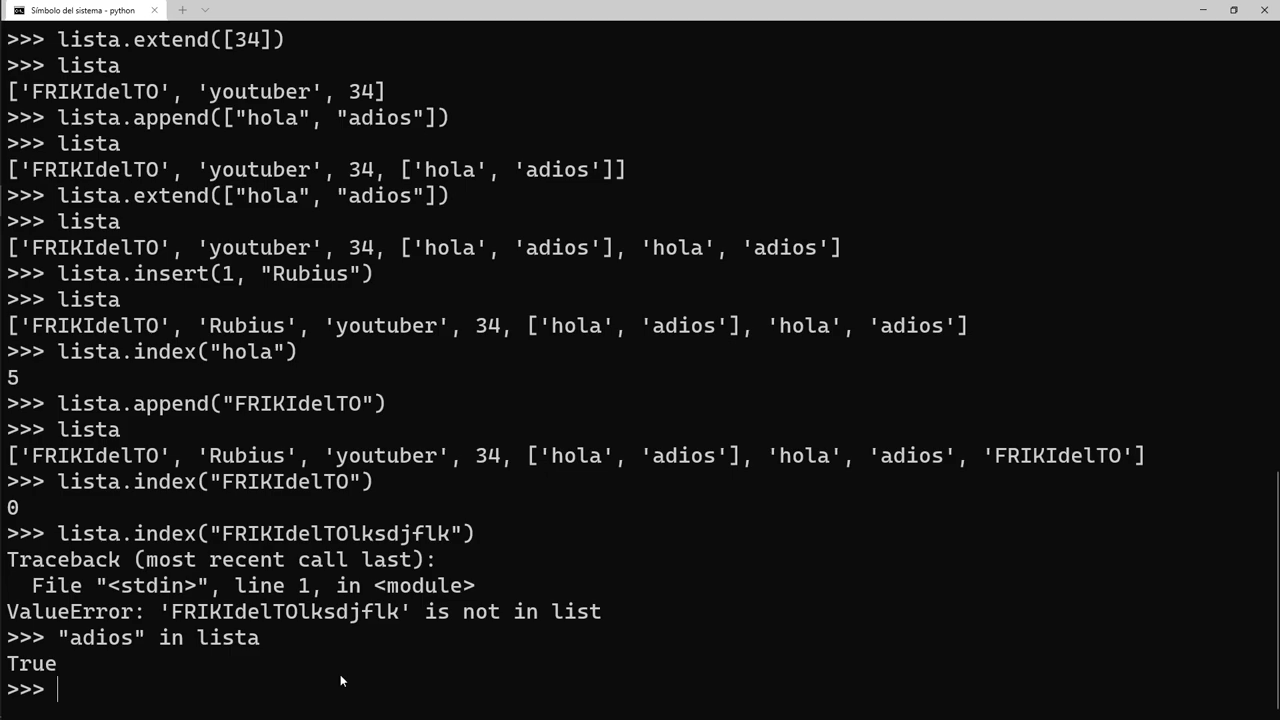 Símbolo del sistema - python
>>> lista.extend([34])
>>> lista
['FRIKIdelTO', 'youtuber', 34]
>>> lista.append(["hola", "adios"])
>>> lista
['FRIKIdelTO', 'youtuber', 34, ['hola', 'adios']]
>>> lista.extend(["hola", "adios"])
>>> lista
['FRIKIdelTO', 'youtuber', 34, ['hola', 'adios'], 'hola', 'adios']
>>> lista.insert(1, "Rubius")
>>> lista
['FRIKIdelTO', 'Rubius', 'youtuber', 34, ['hola', 'adios'], 'hola', 'adios']
>>> lista.index("hola")
5
>>> lista.append("FRIKIdelTO")
>>> lista
['FRIKIdelTO', 'Rubius', 'youtuber', 34, ['hola', 'adios'], 'hola', 'adios', 'FRIKIdelTO']
>>> lista.index("FRIKIdelTO")
0
>>> lista.index("FRIKIdelTOlksdjflk")
Traceback (most recent call last):
  File "<stdin>", line 1, in <module>
ValueError: 'FRIKIdelTOlksdjflk' is not in list
>>> "adios" in lista
True
>>>